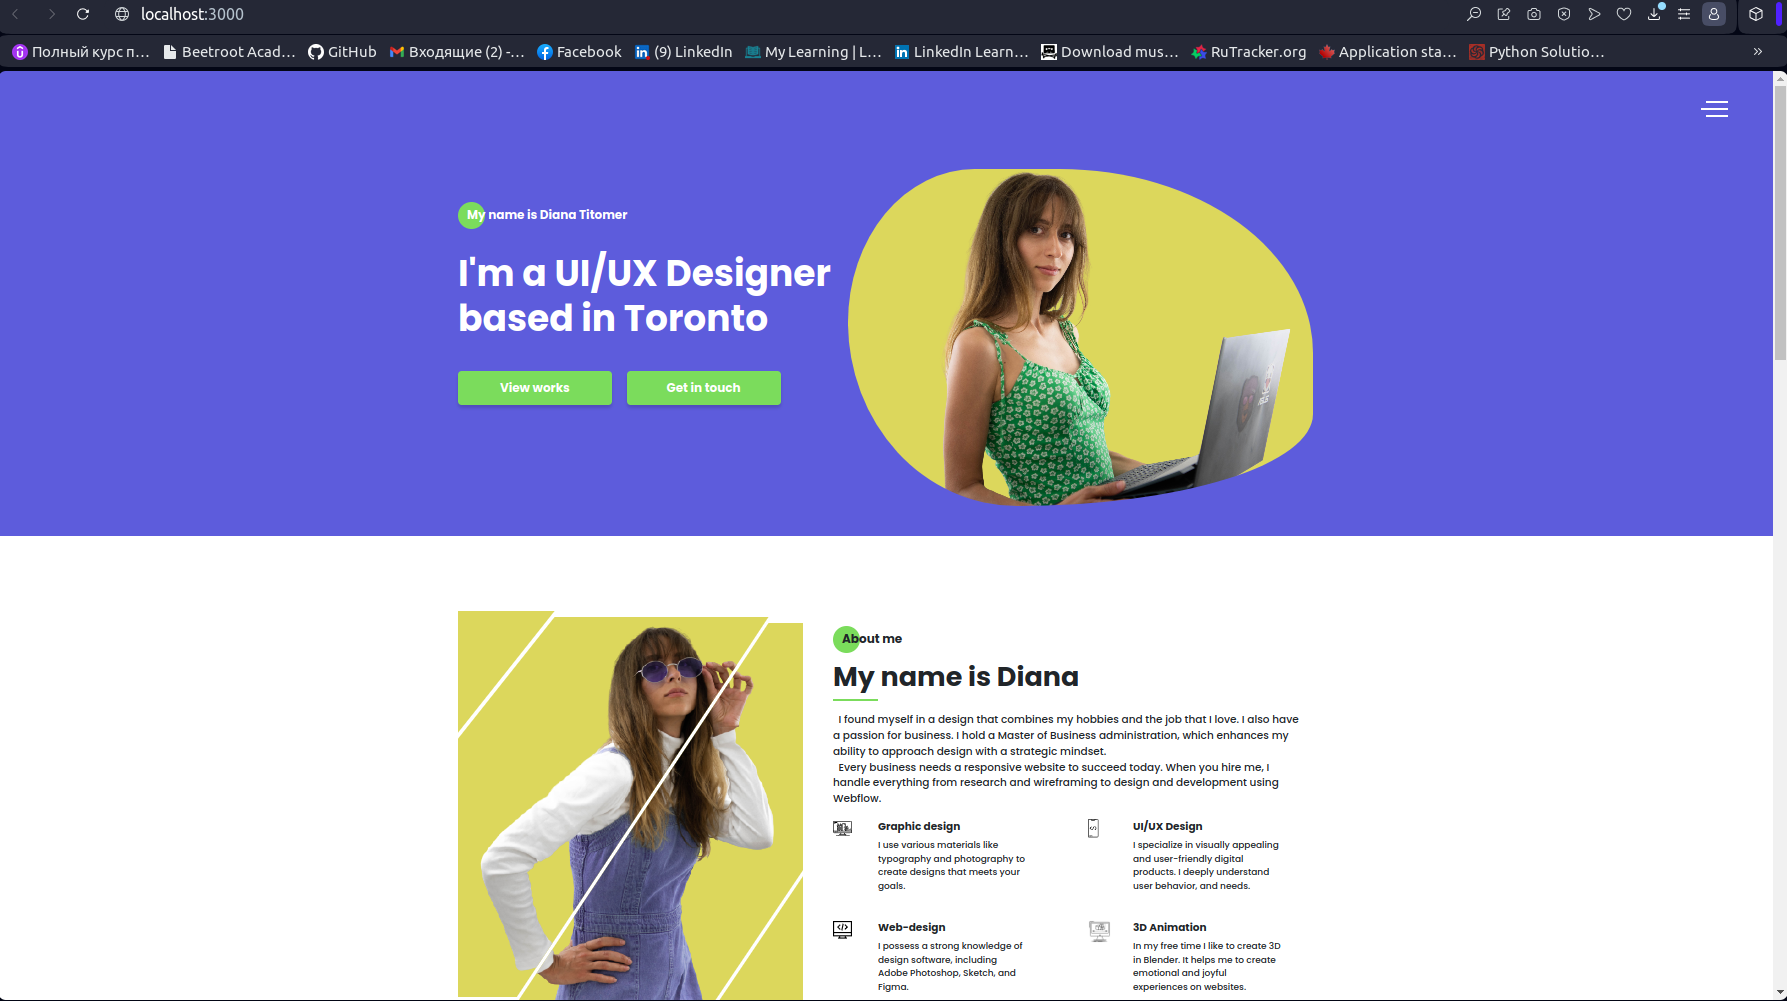 localhost:3000
Полный курс п...
Beetroot Acad...
GitHub
Входящие (2) -...
Facebook
(9) LinkedIn
My Learning | L...
LinkedIn Learn...
Download mus...
RuTracker.org
Application sta...
Python Solutio...
My name is Diana Titomer
I'm a UI/UX Designer
based in Toronto
View works
Get in touch
About me
My name is Diana
I found myself in a design that combines my hobbies and the job that I love. I also have
a passion for business. I hold a Master of Business administration, which enhances my
ability to approach design with a strategic mindset.
Every business needs a responsive website to succeed today. When you hire me, I
handle everything from research and wireframing to design and development using
Webflow.
Graphic design
I use various materials like
typography and photography to
create designs that meets your
goals.
UI/UX Design
I specialize in visually appealing
and user-friendly digital
products. I deeply understand
user behavior, and needs.
Web-design
I possess a strong knowledge of
design software, including
Adobe Photoshop, Sketch, and
Figma.
3D Animation
In my free time I like to create 3D
in Blender. It helps me to create
emotional and joyful
experiences on websites.